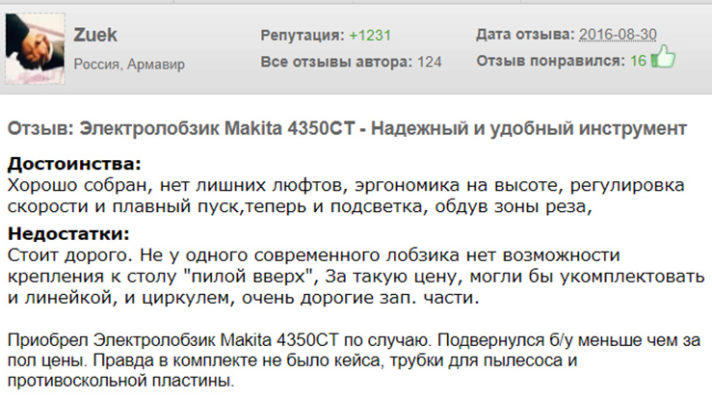 Zuek
Россия, Армавир
Репутация: +1231
Все отзывы автора: 124
Дата отзыва: 2016-08-30
Отзыв понравился: 16
Отзыв: Электролобзик Makita 4350CT - Надежный и удобный инструмент
Достоинства:
Хорошо собран, нет лишних люфтов, эргономика на высоте, регулировка
скорости и плавный пуск,теперь и подсветка, обдув зоны реза,
Недостатки:
Стоит дорого. Не у одного современного лобзика нет возможности
крепления к столу "пилой вверх", За такую цену, могли бы укомплектовать
и линейкой, и циркулем, очень дорогие зап. части.
Приобрел Электролобзик Makita 4350CT по случаю. Подвернулся б/у меньше чем за
пол цены. Правда в комплекте не было кейса, трубки для пылесоса и
противоскольной пластины.